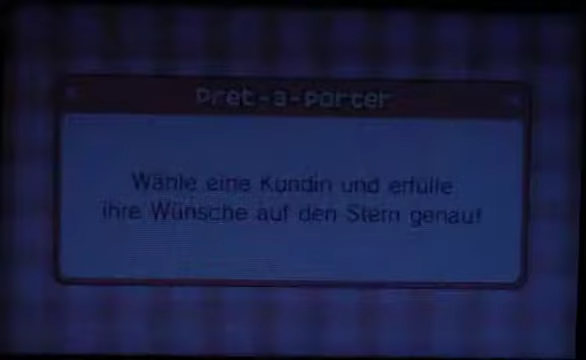 Pret-a-porter
Wähle eine Kundin und erfülle
ihre Wünsche auf den Stern genau!